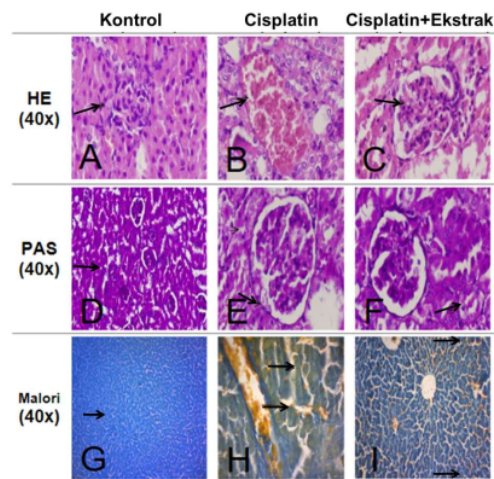 Kontrol Cisplatin Cisplatin+Ekstrak
HE
(40x)
A B C
PAS
(40x)
D E F
Malori
(40x)
G H I